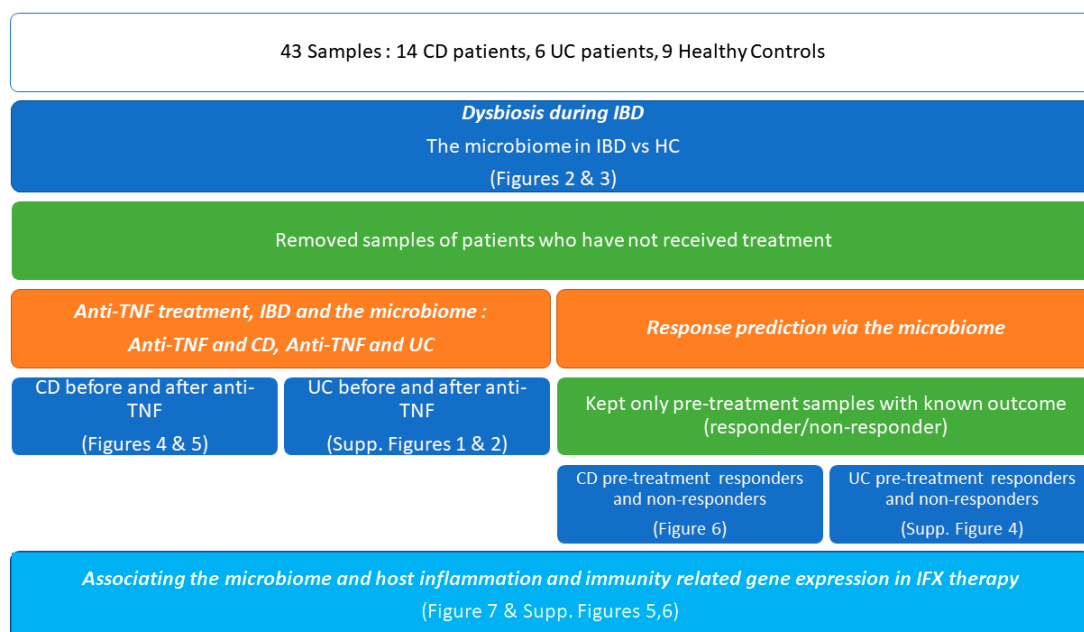 43 Samples : 14 CD patients, 6 UC patients, 9 Healthy Controls
Dysbiosis during IBD
The microbiome in IBD vs HC
(Figures 2 & 3)
Removed samples of patients who have not received treatment
Anti-TNF treatment, IBD and the microbiome :
Anti-TNF and CD, Anti-TNF and UC
Response prediction via the microbiome
CD before and after anti-
TNF
(Figures 4 & 5)
UC before and after anti-
TNF
(Supp. Figures 1 & 2)
Kept only pre-treatment samples with known outcome
(responder/non-responder)
CD pre-treatment responders
and non-responders
(Figure 6)
UC pre-treatment responders
and non-responders
(Supp. Figure 4)
Associating the microbiome and host inflammation and immunity related gene expression in IFX therapy
(Figure 7 & Supp. Figures 5,6)